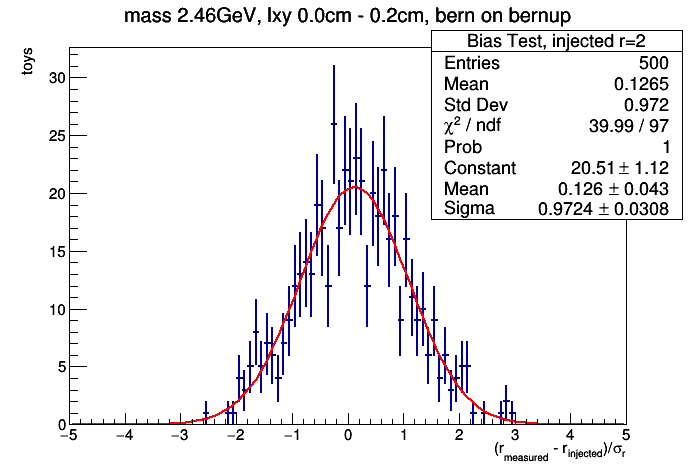 mass 2.46GeV, lxy 0.0cm - 0.2cm, bern on bernup
Bias Test, injected r=2
Entries 500
Mean 0.1265
Std Dev 0.972
χ² / ndf 39.99 / 97
Prob 1
Constant 20.51 ± 1.12
Mean 0.126 ± 0.043
Sigma 0.9724 ± 0.0308
toys
30
25
20
15
10
5
0
−5 −4 −3 −2 −1 0 1 2 3 4 5
(r_measured - r_injected)/σ_r